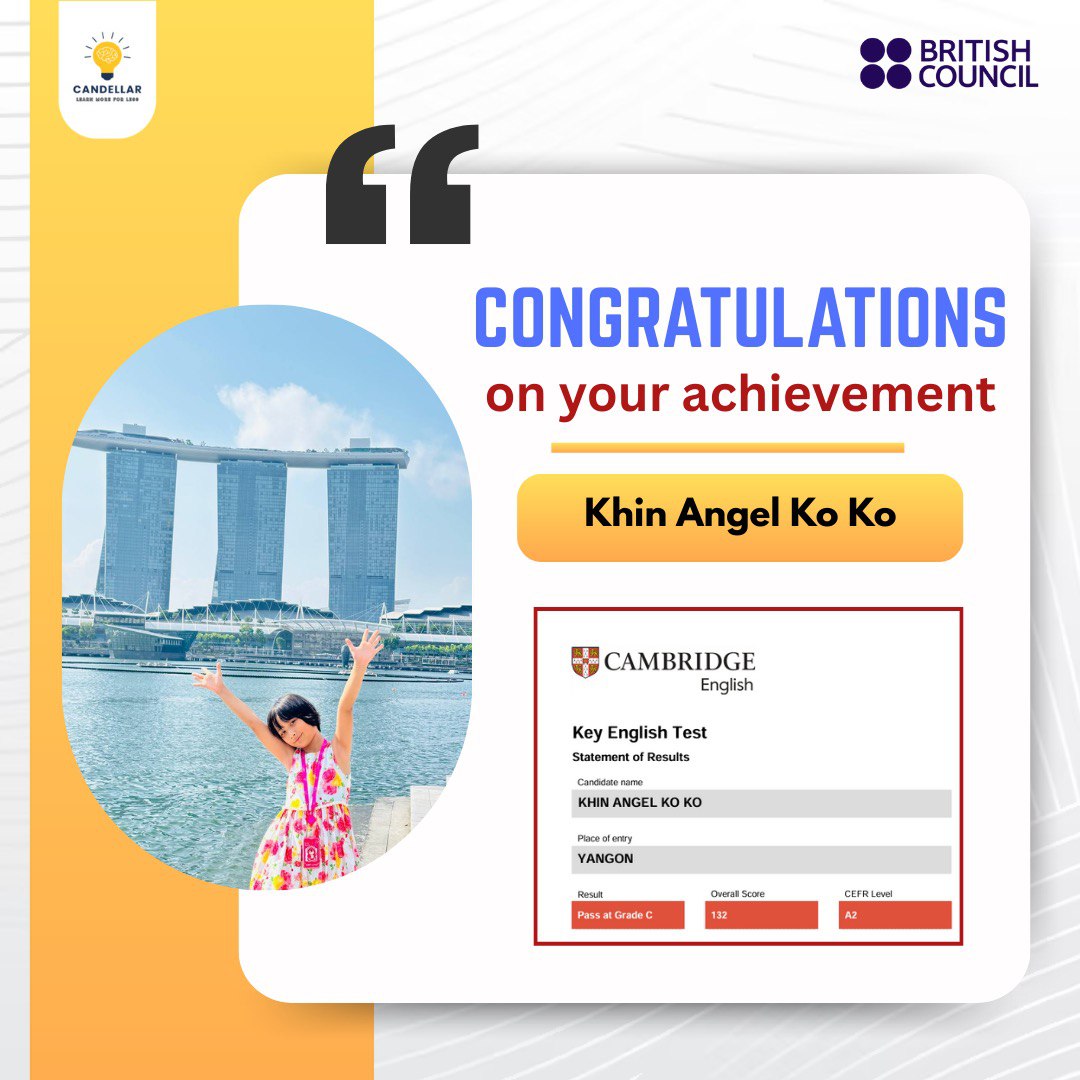 CANDELLAR
LEARN MORE FOR LESS
BRITISH
COUNCIL
CONGRATULATIONS
on your achievement
Khin Angel Ko Ko
CAMBRIDGE
English
Key English Test
Statement of Results
Candidate name
KHIN ANGEL KO KO
Place of entry
YANGON
Result Overall Score CEFR Level
Pass at Grade C 132 A2